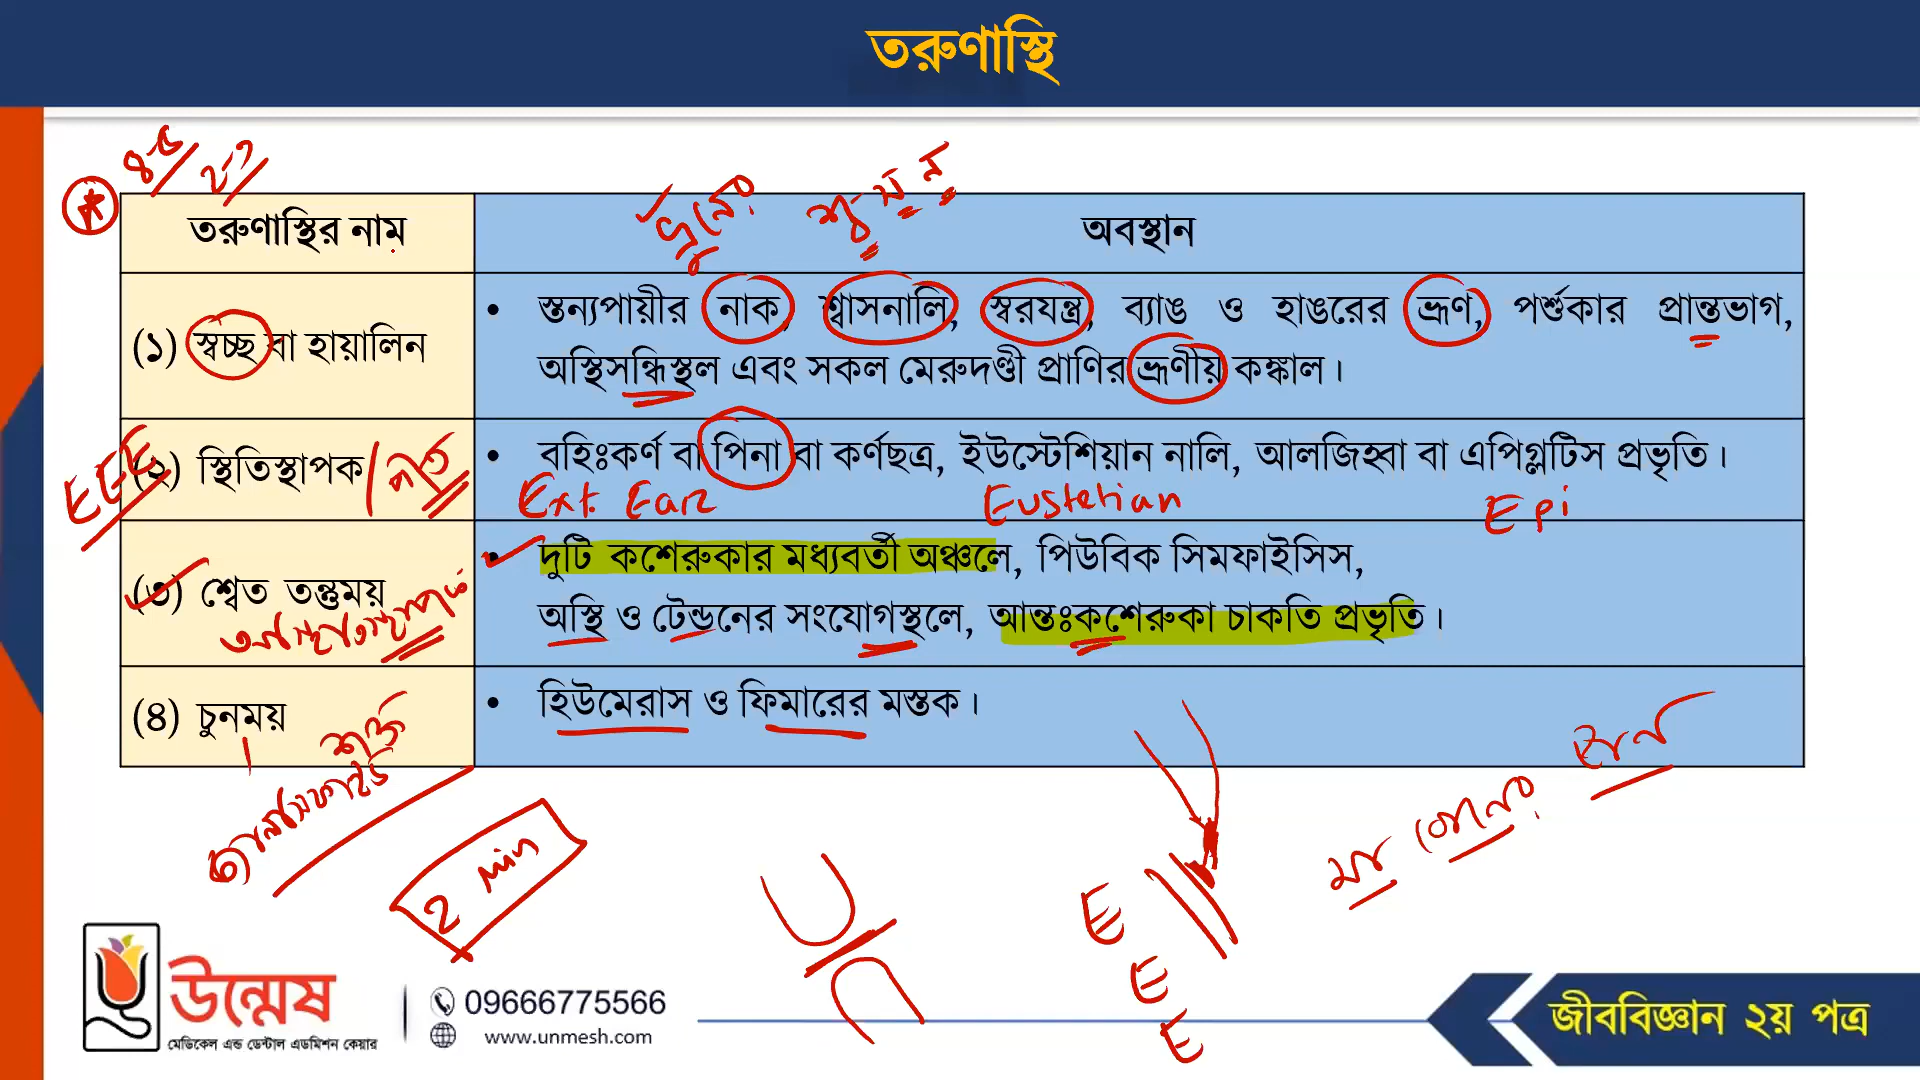 তরুণাস্থি
তরুণাস্থির নাম
অবস্থান
(১) স্বচ্ছ বা হায়ালিন
• স্তন্যপায়ীর নাক, শ্বাসনালি, স্বরযন্ত্র, ব্যাঙ ও হাঙরের ভ্রূণ, পর্শুকার প্রান্তভাগ,
অস্থিসন্ধিস্থল এবং সকল মেরুদণ্ডী প্রাণির ভ্রূণীয় কঙ্কাল।
EEE
(২) স্থিতিস্থাপক / পীত
• বহিঃকর্ণ বা পিনা বা কর্ণছত্র, ইউস্টেশিয়ান নালি, আলজিহ্বা বা এপিগ্লটিস প্রভৃতি।
Ext. Ear Eustetian Epi
(৩) শ্বেত তন্তুময়
• দুটি কশেরুকার মধ্যবর্তী অঞ্চলে, পিউবিক সিমফাইসিস,
অস্থি ও টেন্ডনের সংযোগস্থলে, আন্তঃকশেরুকা চাকতি প্রভৃতি।
(৪) চুনময়
• হিউমেরাস ও ফিমারের মস্তক।
শক্ত
2 min
E
E
E
উন্মেষ
মেডিকেল এন্ড ডেন্টাল এডমিশন কেয়ার
09666775566
www.unmesh.com
জীববিজ্ঞান ২য় পত্র